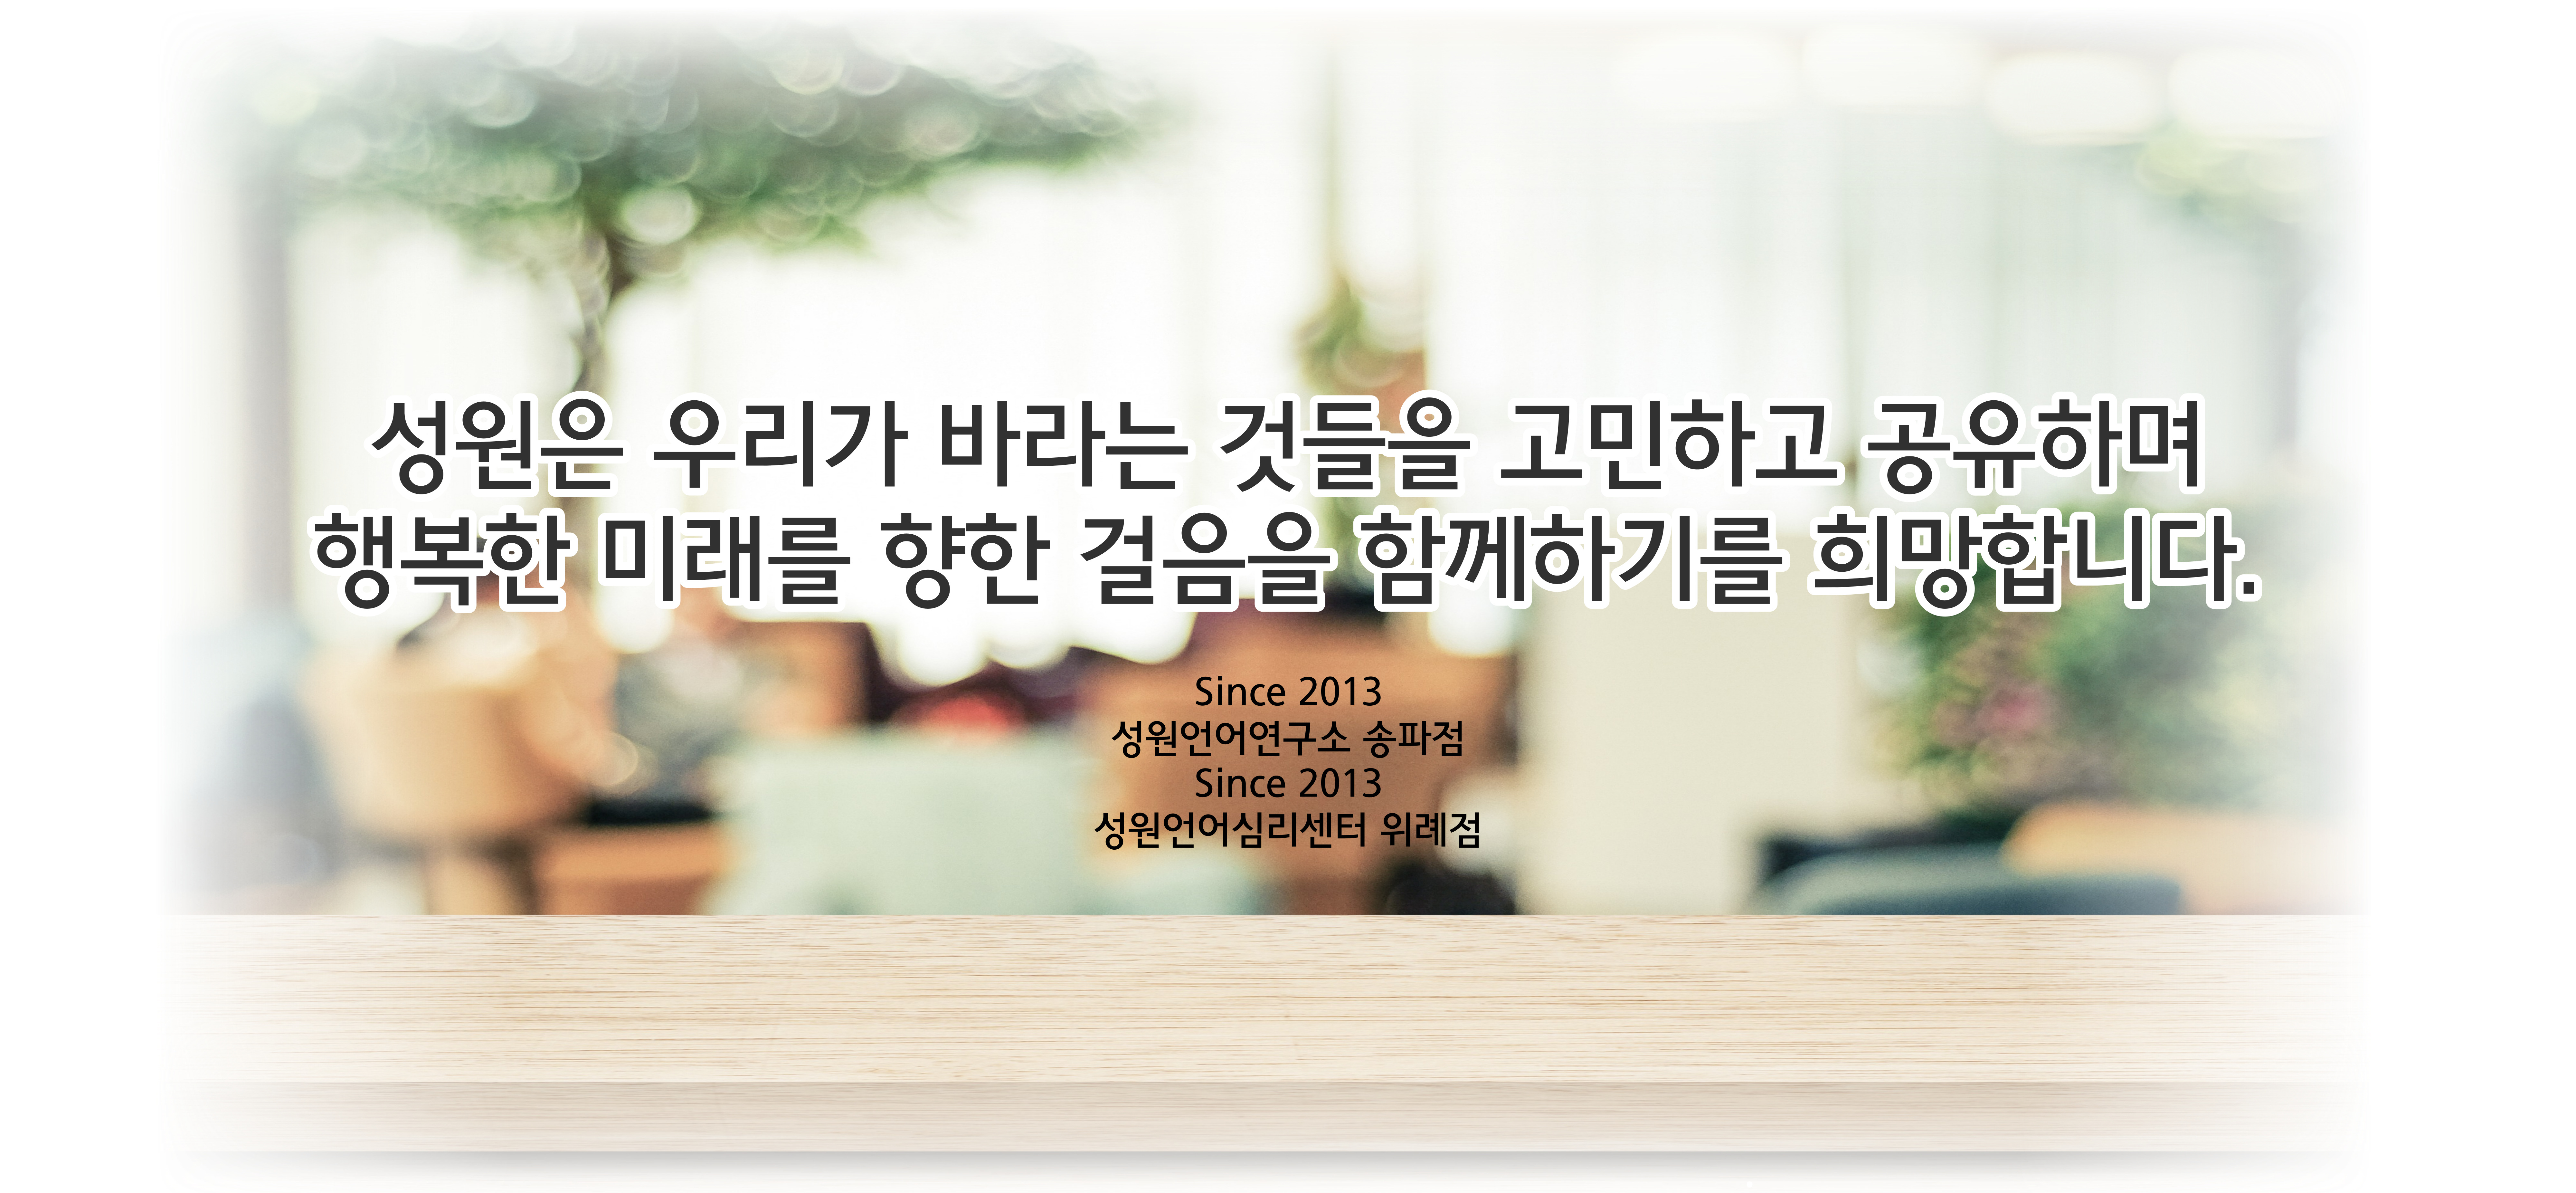 성원은 우리가 바라는 것들을 고민하고 공유하며
행복한 미래를 향한 걸음을 함께하기를 희망합니다.
Since 2013
성원언어연구소 송파점
Since 2013
성원언어심리센터 위례점